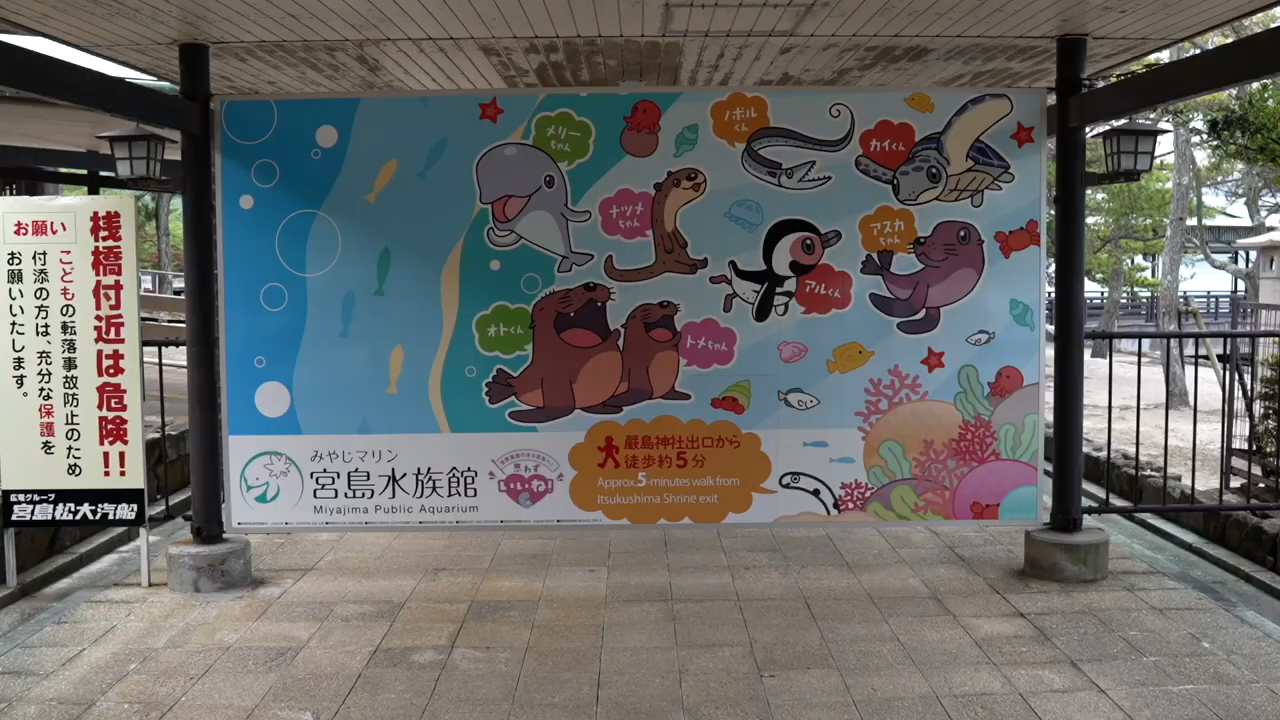 お願い
桟橋付近は危険!!
こどもの転落事故防止のため
付添の方は、充分な保護を
お願いいたします。
広電グループ
宮島松大汽船
メリー
ちゃん
ノボル
くん
カイくん
ナツメ
ちゃん
アスカ
ちゃん
アルくん
オトくん
トメちゃん
みやじマリン
宮島水族館
Miyajima Public Aquarium
思わず
いいね!
厳島神社出口から
徒歩約5分
Approx.5-minutes walk from
Itsukushima Shrine exit